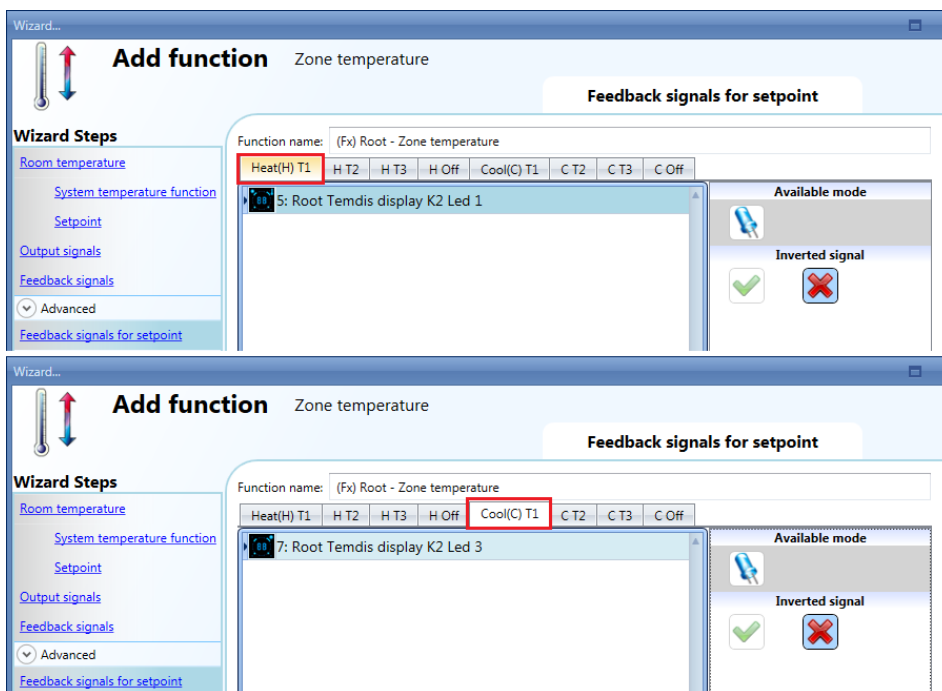 Wizard...
Add function Zone temperature
Feedback signals for setpoint
Wizard Steps
Function name: (Fx) Root - Zone temperature
Room temperature
Heat(H) T1 H T2 H T3 H Off Cool(C) T1 C T2 C T3 C Off
System temperature function
5: Root Temdis display K2 Led 1
Available mode
Setpoint
Output signals
Inverted signal
Feedback signals
Advanced
Feedback signals for setpoint
Wizard...
Add function Zone temperature
Feedback signals for setpoint
Wizard Steps
Function name: (Fx) Root - Zone temperature
Room temperature
Heat(H) T1 H T2 H T3 H Off Cool(C) T1 C T2 C T3 C Off
System temperature function
7: Root Temdis display K2 Led 3
Available mode
Setpoint
Output signals
Inverted signal
Feedback signals
Advanced
Feedback signals for setpoint